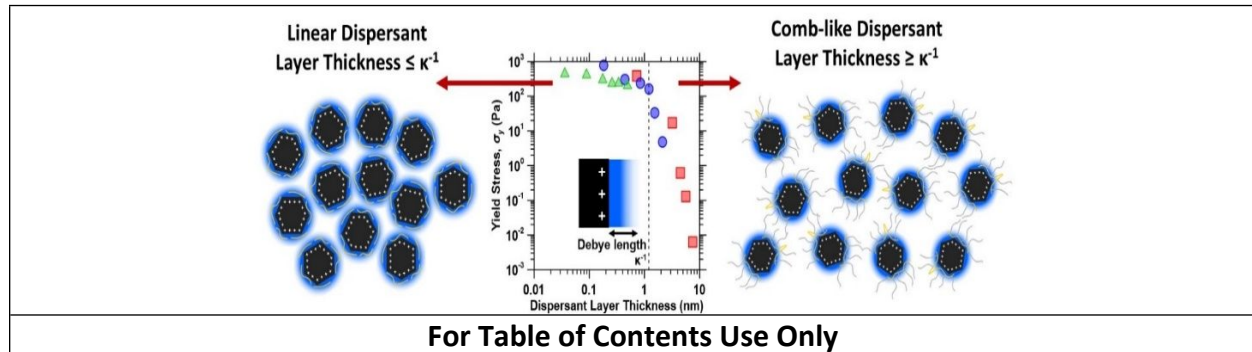 Linear Dispersant
Layer Thickness ≤ κ⁻¹
Comb-like Dispersant
Layer Thickness ≥ κ⁻¹
Yield Stress, σy (Pa)
10³
10²
10¹
10⁰
10⁻¹
10⁻²
10⁻³
+
+
+
Debye length
κ⁻¹
0.01 0.1 1 10
Dispersant Layer Thickness (nm)
For Table of Contents Use Only